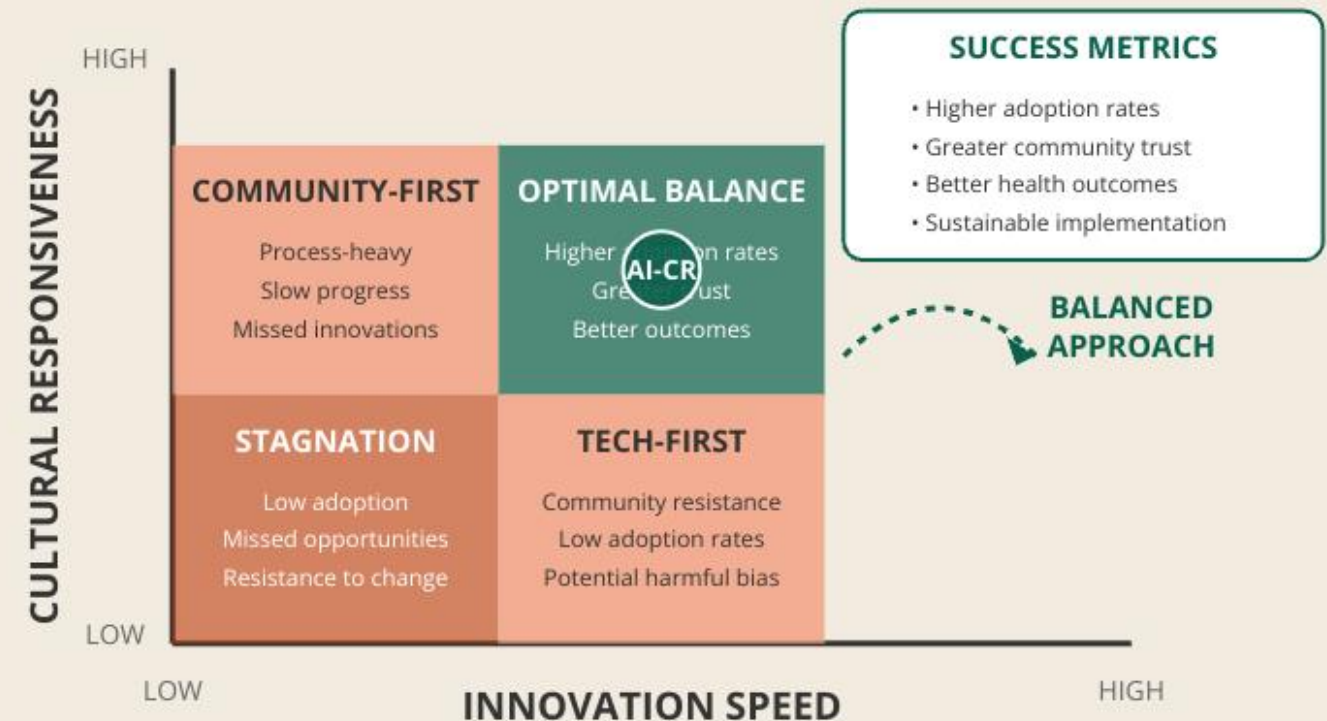 HIGH
CULTURAL RESPONSIVENESS
LOW
COMMUNITY-FIRST
Process-heavy
Slow progress
Missed innovations
OPTIMAL BALANCE
Higher on rates
AI-CR
Better outcomes
STAGNATION
Low adoption
Missed opportunities
Resistance to change
TECH-FIRST
Community resistance
Low adoption rates
Potential harmful bias
SUCCESS METRICS
• Higher adoption rates
• Greater community trust
• Better health outcomes
• Sustainable implementation
BALANCED
APPROACH
LOW
INNOVATION SPEED
HIGH